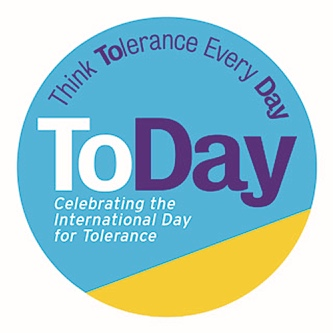 Think Tolerance Every Day
ToDay
Celebrating the
International Day
for Tolerance